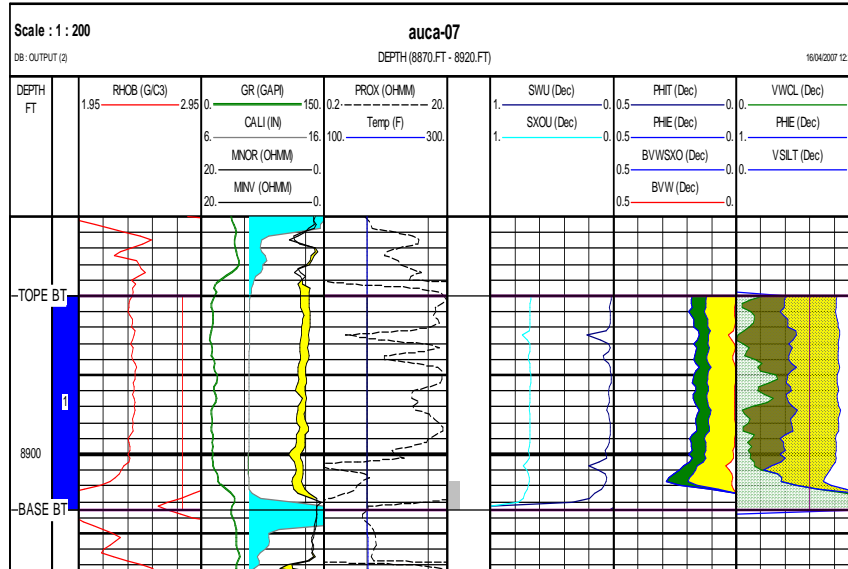 Scale : 1 : 200
auca-07
DB : OUTPUT (2)
DEPTH (8870.FT - 8920.FT)
16/04/2007 12:
DEPTH
FT
RHOB (G/C3)
1.95 2.95
GR (GAPI)
0. 150.
CALI (IN)
6. 16.
MNOR (OHMM)
20. 0.
MINV (OHMM)
20. 0.
PROX (OHMM)
0.2 20.
Temp (F)
100. 300.
SWU (Dec)
1. 0.
SXOU (Dec)
1. 0.
PHIT (Dec)
0.5 0.
PHIE (Dec)
0.5 0.
BVWSXO (Dec)
0.5 0.
BVW (Dec)
0.5 0.
VWCL (Dec)
0.
PHIE (Dec)
1.
VSILT (Dec)
0.
TOPE BT
1
8900
BASE BT